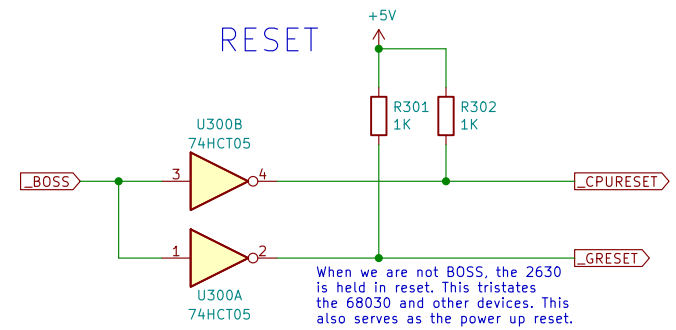 +5V
RESET
R301
1K
R302
1K
U300B
74HCT05
_BOSS
3
4
_CPURESET
1
2
_GRESET
U300A
74HCT05
When we are not BOSS, the 2630
is held in reset. This tristates
the 68030 and other devices. This
also serves as the power up reset.